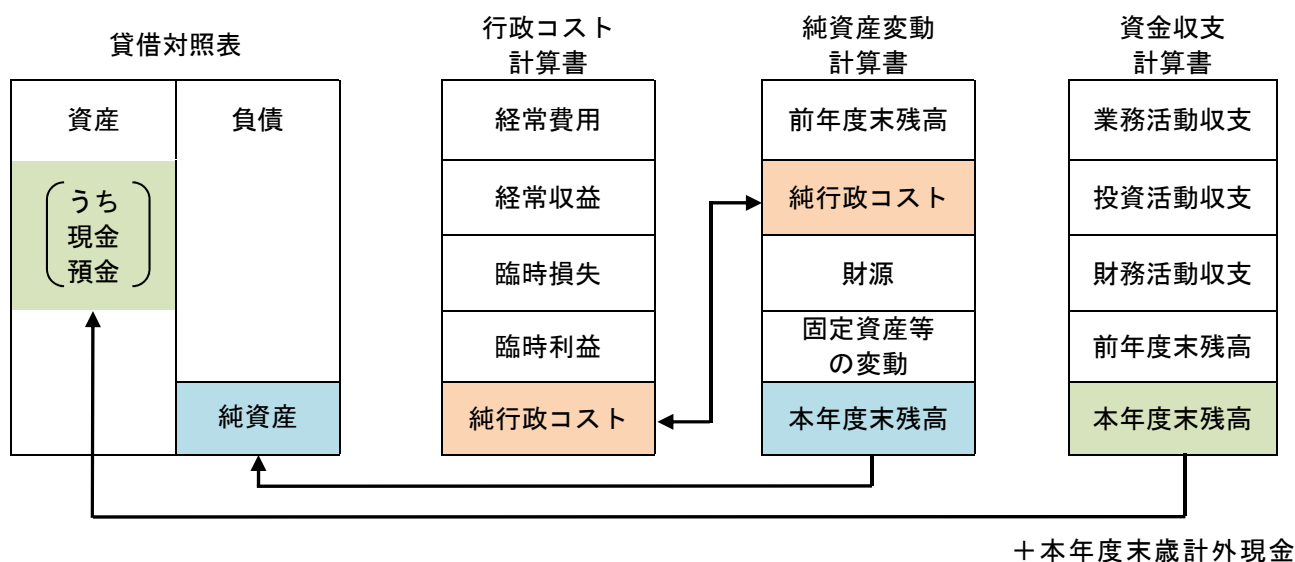 貸借対照表
資産
負債
うち
現金
預金
純資産
行政コスト
計算書
経常費用
経常収益
臨時損失
臨時利益
純行政コスト
純資産変動
計算書
前年度末残高
純行政コスト
財源
固定資産等
の変動
本年度末残高
資金収支
計算書
業務活動収支
投資活動収支
財務活動収支
前年度末残高
本年度末残高
＋本年度末歳計外現金